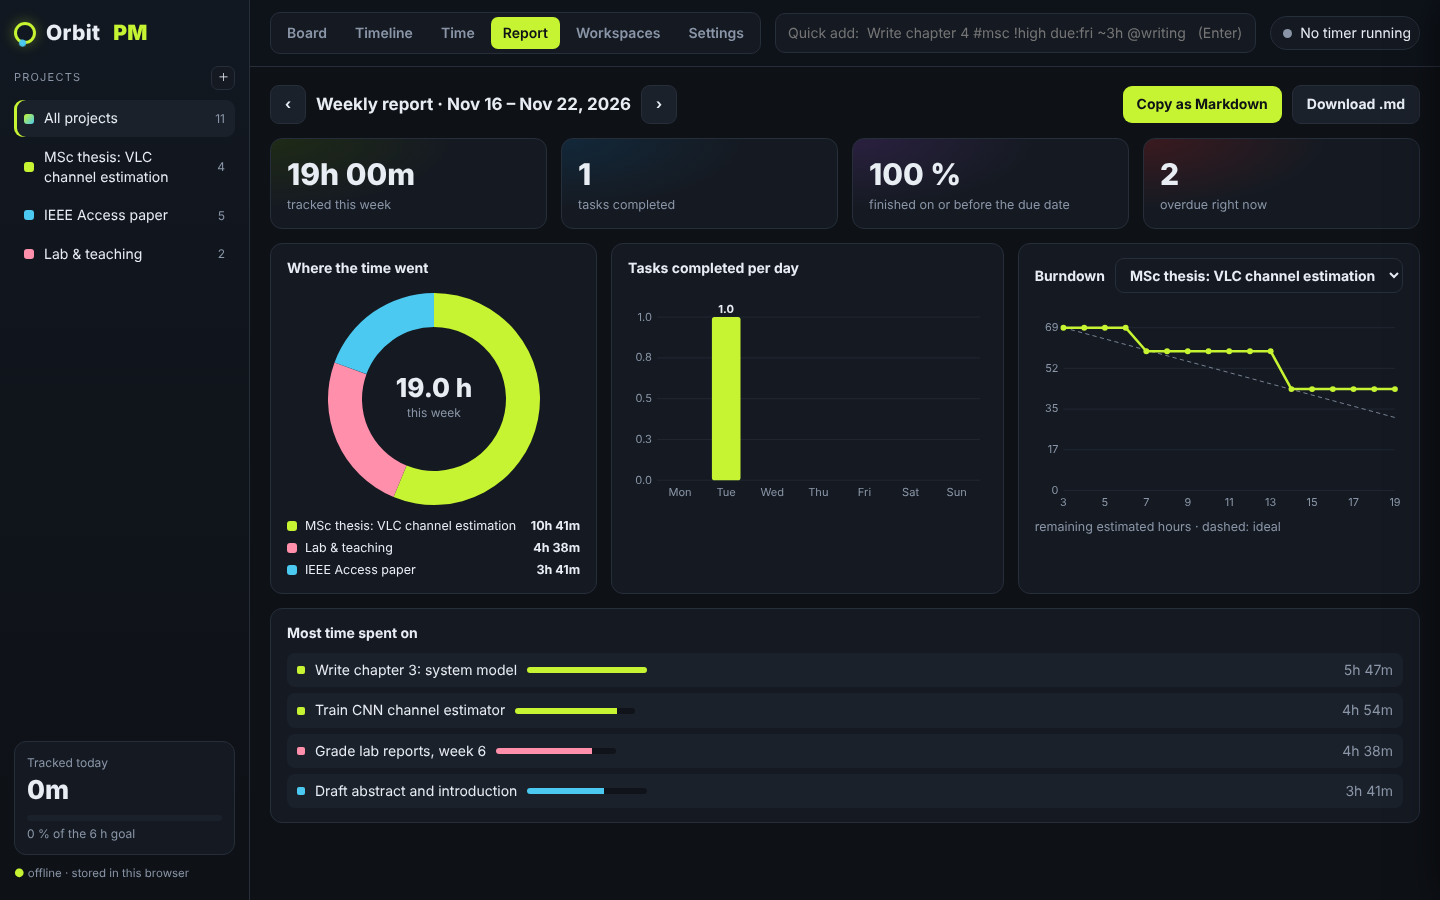 Orbit PM
Board Timeline Time Report Workspaces Settings
Quick add: Write chapter 4 #msc !high due:fri ~3h @writing (Enter)
No timer running
PROJECTS
+
All projects 11
MSc thesis: VLC
channel estimation 4
IEEE Access paper 5
Lab & teaching 2
Tracked today
0m
0 % of the 6 h goal
offline · stored in this browser
‹ Weekly report · Nov 16 – Nov 22, 2026 ›
Copy as Markdown Download .md
19h 00m
tracked this week
1
tasks completed
100 %
finished on or before the due date
2
overdue right now
Where the time went
19.0 h
this week
MSc thesis: VLC channel estimation 10h 41m
Lab & teaching 4h 38m
IEEE Access paper 3h 41m
Tasks completed per day
1.0
1.0
0.8
0.5
0.3
0.0
Mon Tue Wed Thu Fri Sat Sun
Burndown MSc thesis: VLC channel estimation
69
52
35
17
0
3 5 7 9 11 13 15 17 19
remaining estimated hours · dashed: ideal
Most time spent on
Write chapter 3: system model 5h 47m
Train CNN channel estimator 4h 54m
Grade lab reports, week 6 4h 38m
Draft abstract and introduction 3h 41m